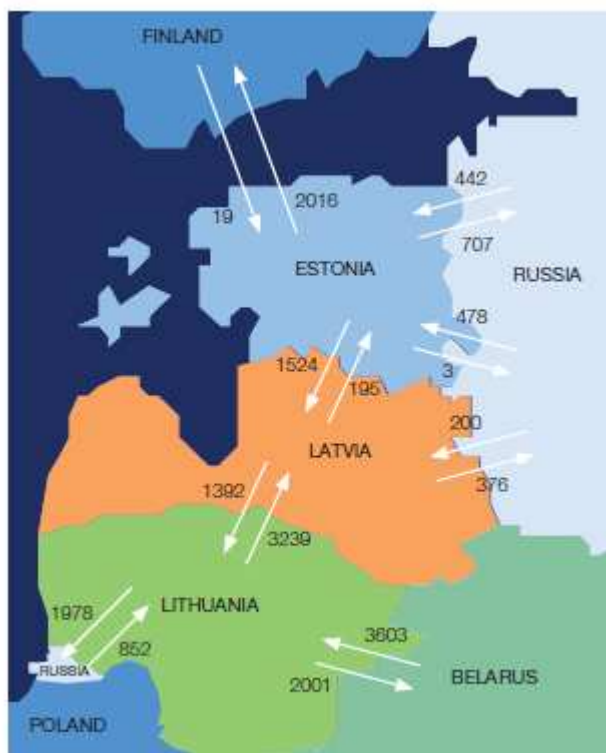 FINLAND
442
2016
19
707
ESTONIA
RUSSIA
478
1524
3
195
200
LATVIA
376
1392
3239
LITHUANIA
1978
3603
852
RUSSIA
BELARUS
2001
POLAND